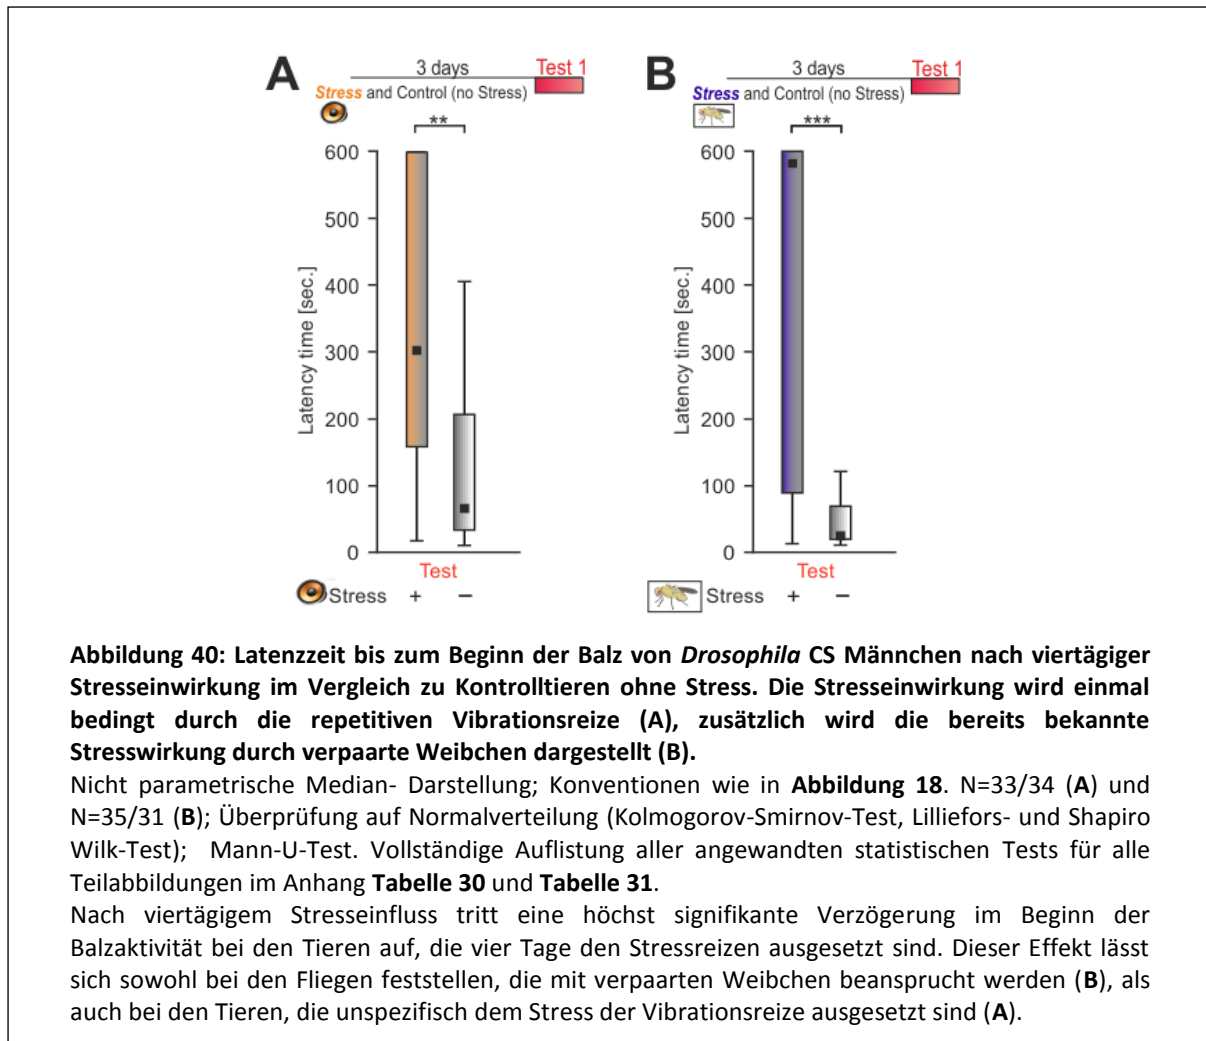 A
3 days
Test 1
Stress and Control (no Stress)
**
600
500
400
300
200
100
0
Latency time [sec.]
Test
Stress + −
B
3 days
Test 1
Stress and Control (no Stress)
***
600
500
400
300
200
100
0
Latency time [sec.]
Test
Stress + −
Abbildung 40: Latenzzeit bis zum Beginn der Balz von Drosophila CS Männchen nach viertägiger
Stresseinwirkung im Vergleich zu Kontrolltieren ohne Stress. Die Stresseinwirkung wird einmal
bedingt durch die repetitiven Vibrationsreize (A), zusätzlich wird die bereits bekannte
Stresswirkung durch verpaarte Weibchen dargestellt (B).
Nicht parametrische Median- Darstellung; Konventionen wie in Abbildung 18. N=33/34 (A) und
N=35/31 (B); Überprüfung auf Normalverteilung (Kolmogorov-Smirnov-Test, Lilliefors- und Shapiro
Wilk-Test); Mann-U-Test. Vollständige Auflistung aller angewandten statistischen Tests für alle
Teilabbildungen im Anhang Tabelle 30 und Tabelle 31.
Nach viertägigem Stresseinfluss tritt eine höchst signifikante Verzögerung im Beginn der
Balzaktivität bei den Tieren auf, die vier Tage den Stressreizen ausgesetzt sind. Dieser Effekt lässt
sich sowohl bei den Fliegen feststellen, die mit verpaarten Weibchen beansprucht werden (B), als
auch bei den Tieren, die unspezifisch dem Stress der Vibrationsreize ausgesetzt sind (A).